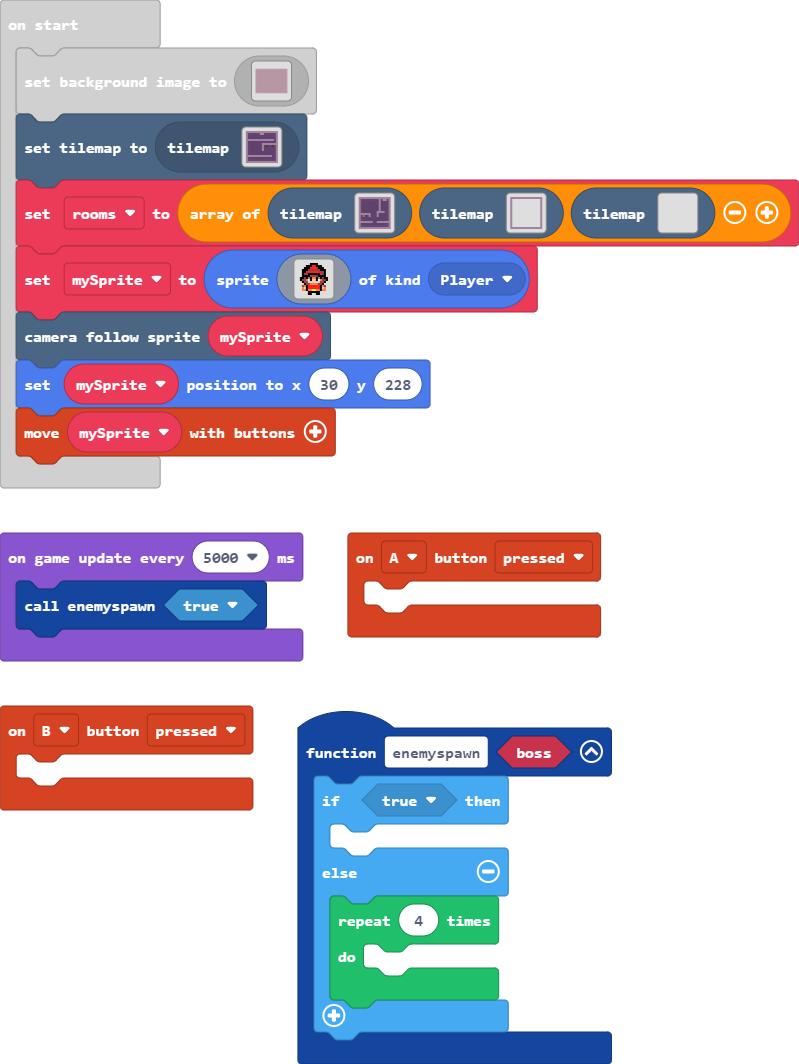 on start
set background image to
set tilemap to tilemap
set rooms to array of tilemap tilemap tilemap
set mySprite to sprite of kind Player
camera follow sprite mySprite
set mySprite position to x 30 y 228
move mySprite with buttons
on game update every 5000 ms
call enemyspawn true
on A button pressed
on B button pressed
function enemyspawn boss
if true then
else
repeat 4 times
do